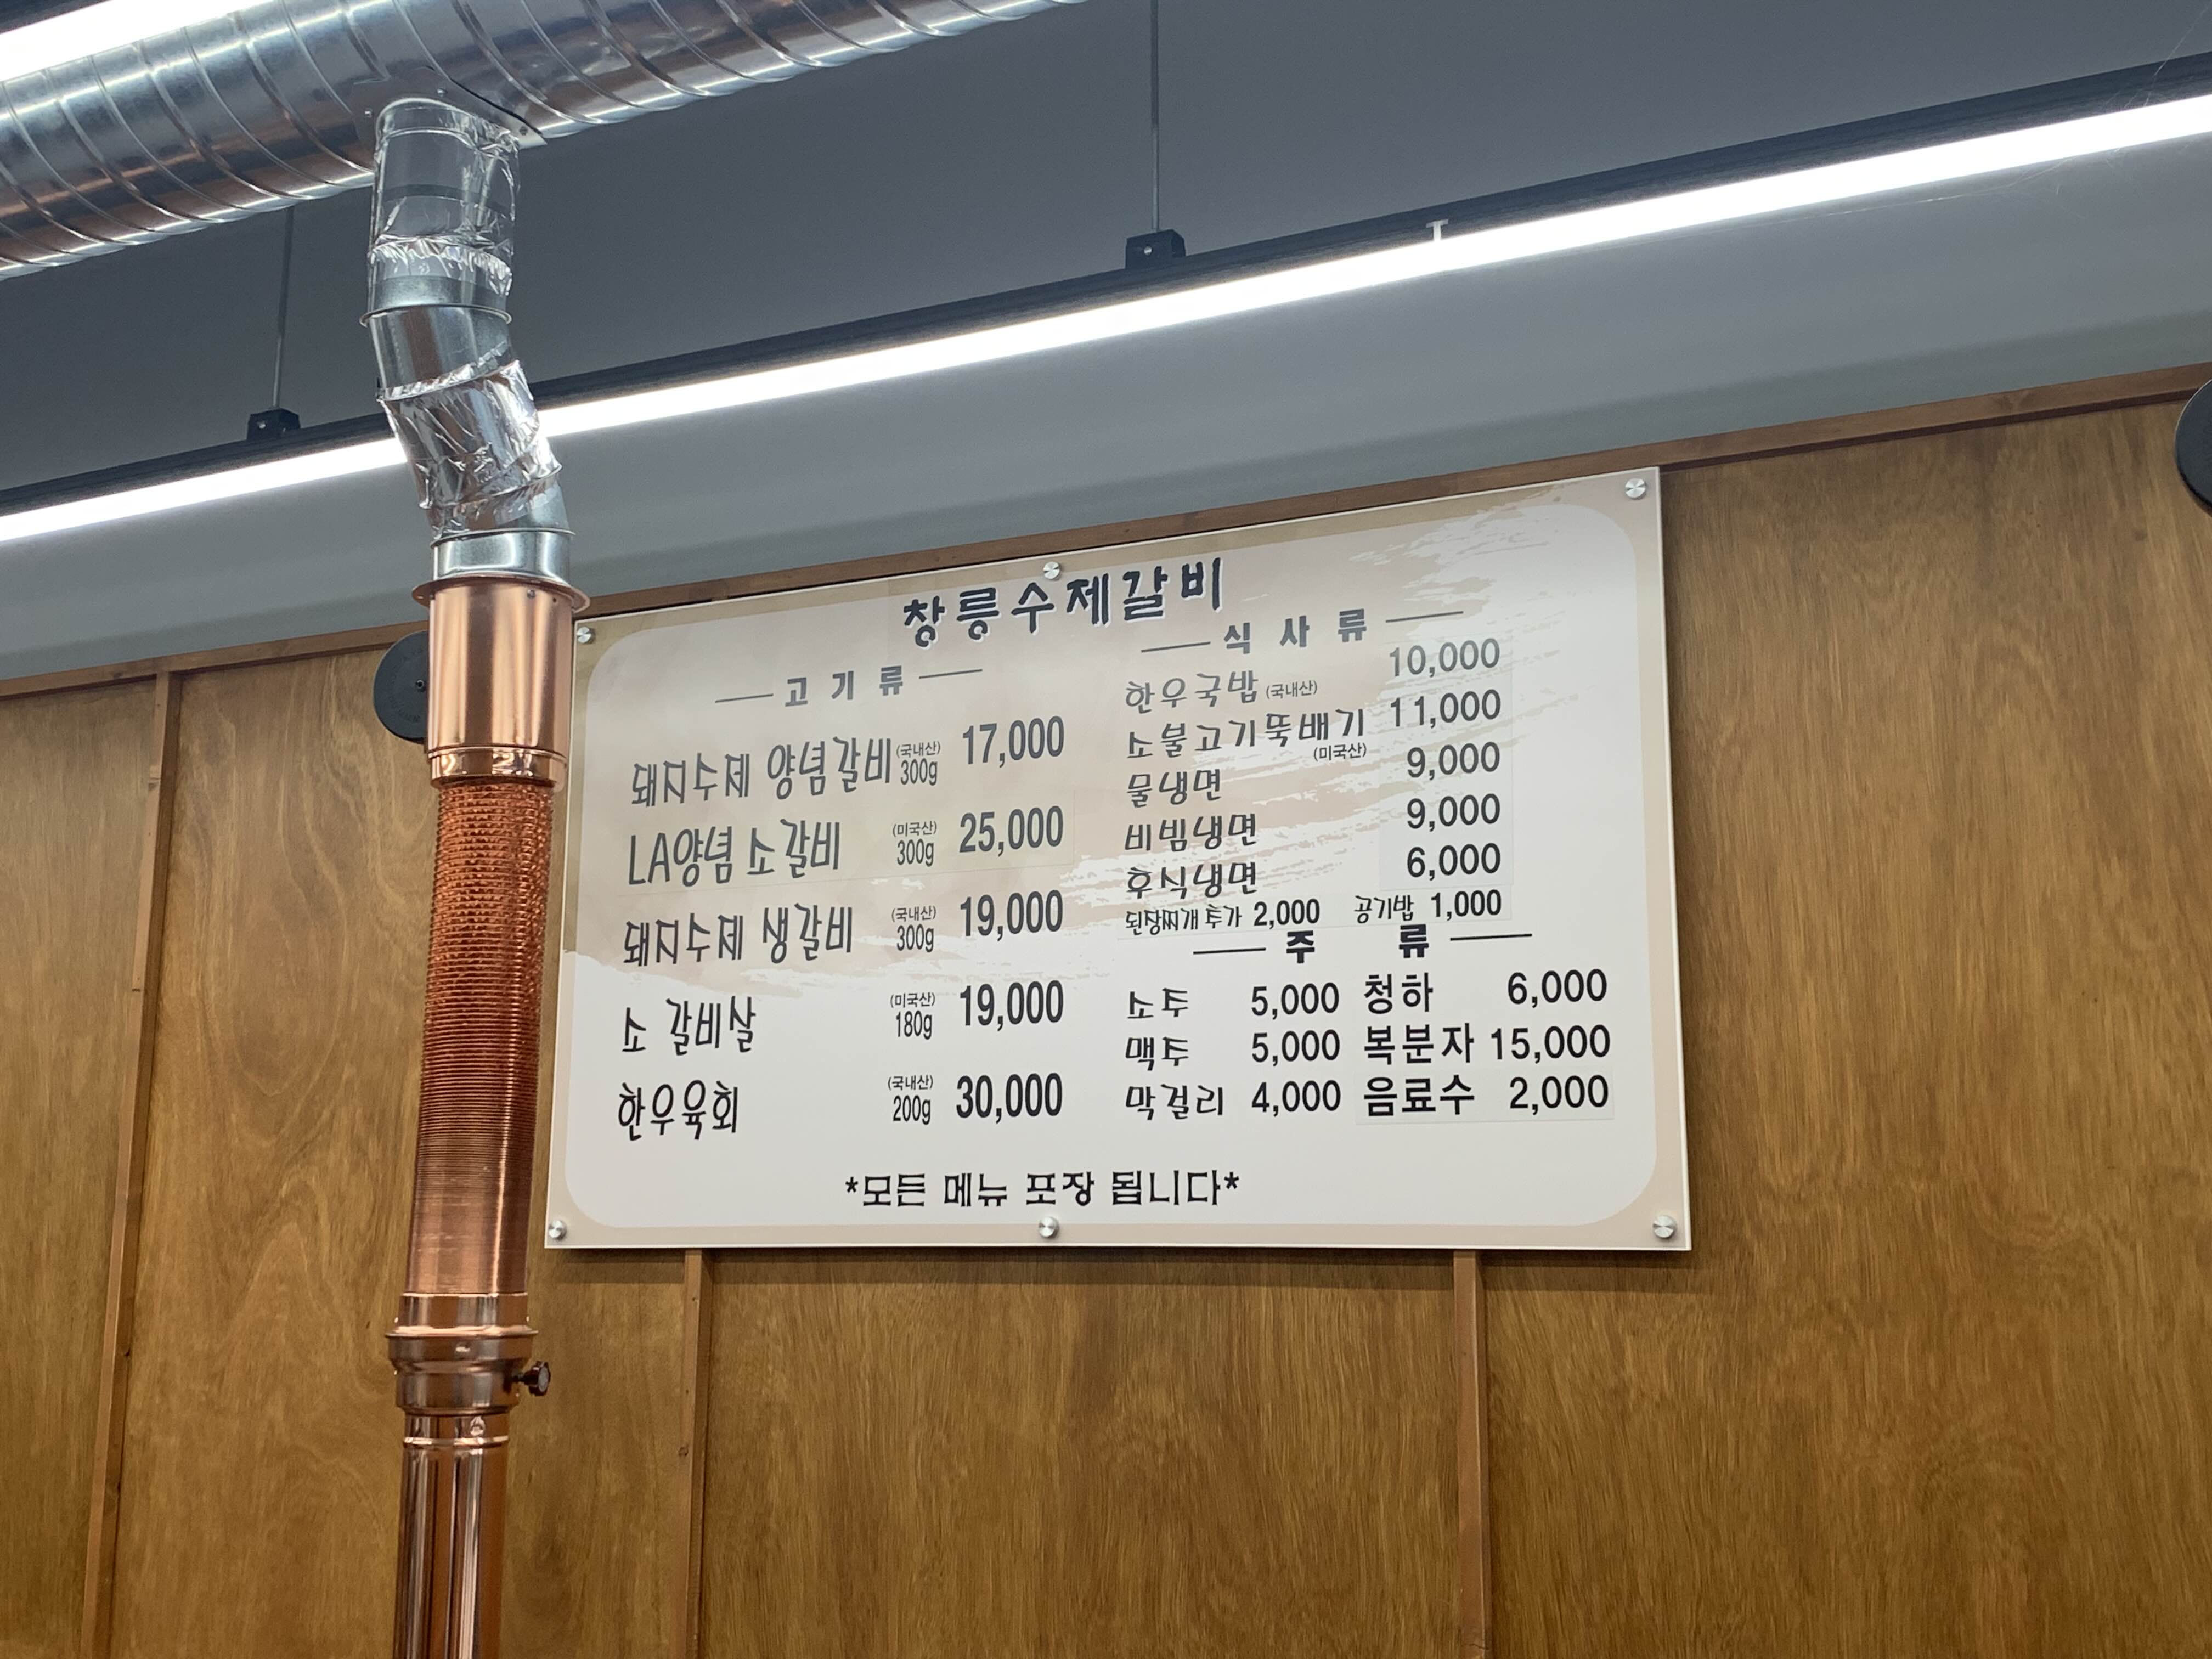 창릉수제갈비
고 기 류
돼지수제 양념갈비 (국내산) 300g 17,000
LA양념 소갈비 (미국산) 300g 25,000
돼지수제 생갈비 (국내산) 300g 19,000
소 갈비살 (미국산) 180g 19,000
한우육회 (국내산) 200g 30,000
식 사 류
한우국밥 (국내산) 10,000
소불고기뚝배기 (미국산) 11,000
물냉면 9,000
비빔냉면 9,000
후식냉면 6,000
된장찌개 추가 2,000 공기밥 1,000
주 류
소주 5,000 청하 6,000
맥주 5,000 복분자 15,000
막걸리 4,000 음료수 2,000
*모든 메뉴 포장 됩니다*